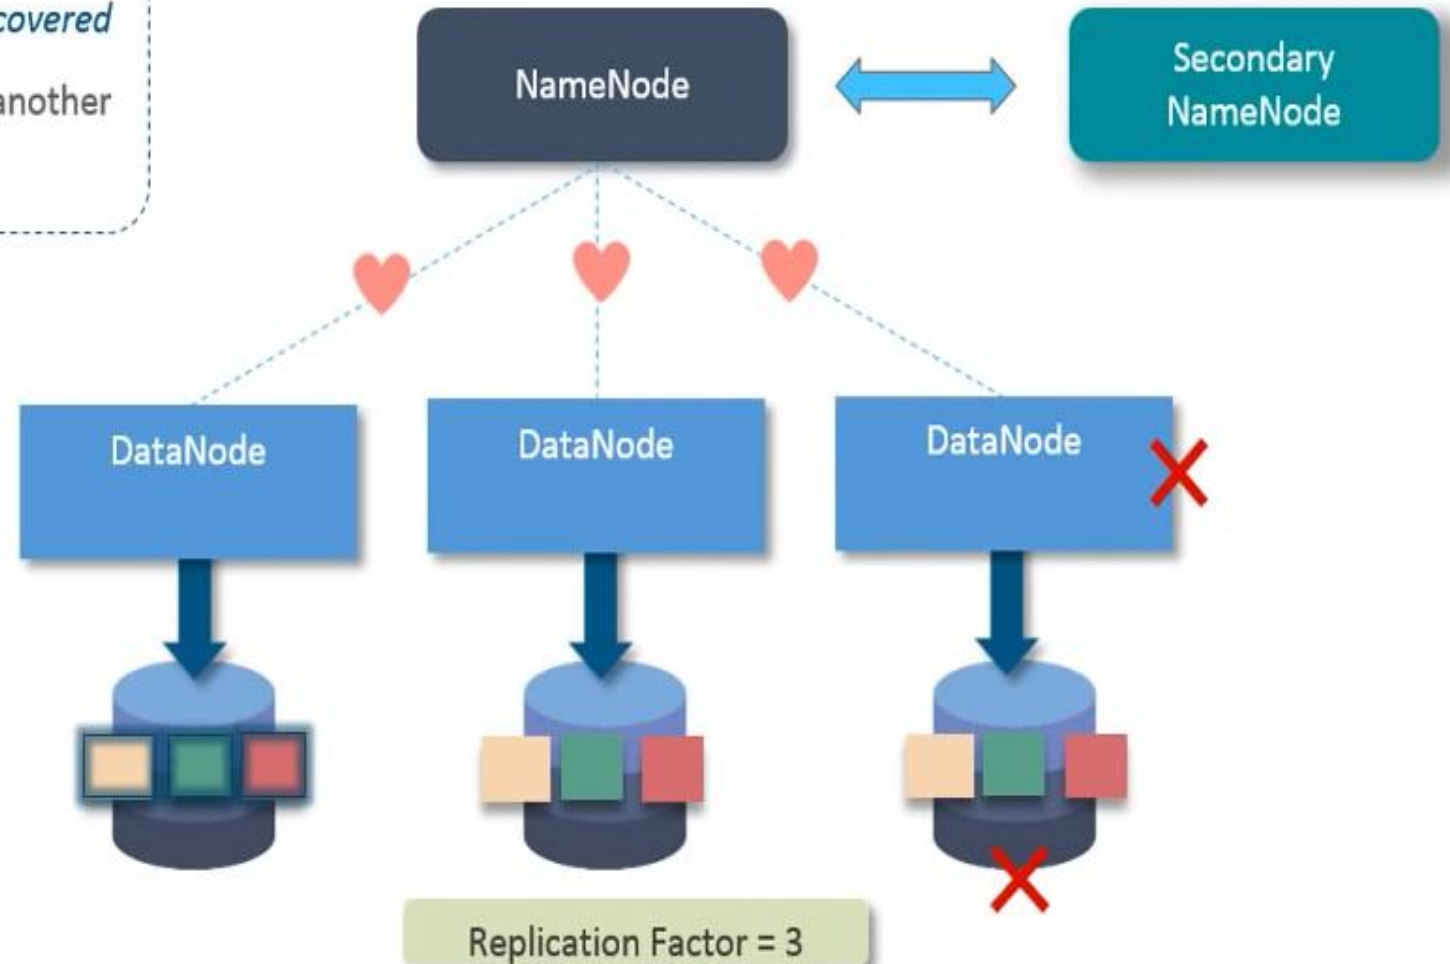 covered
another
NameNode
Secondary
NameNode
DataNode
DataNode
DataNode
Replication Factor = 3